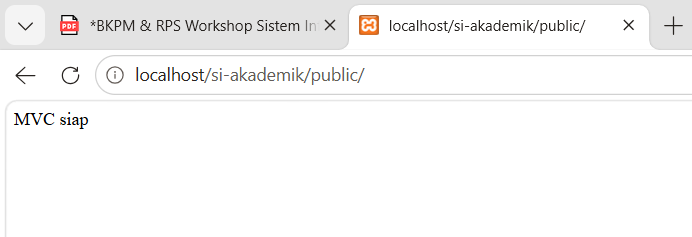 *BKPM & RPS Workshop Sistem In
localhost/si-akademik/public/
localhost/si-akademik/public/
MVC siap